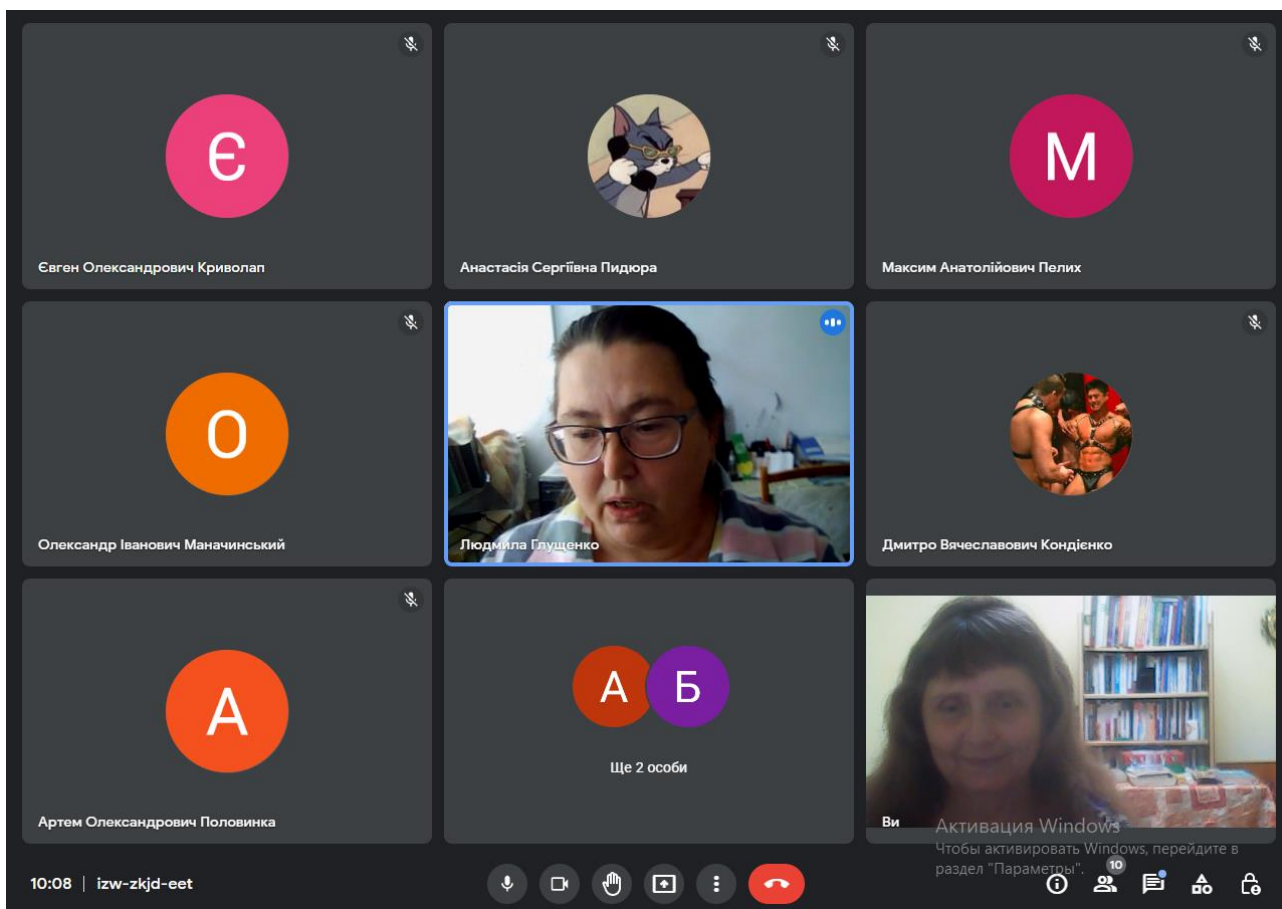 Є
М
Євген Олександрович Криволап
Анастасія Сергіївна Пидюра
Максим Анатолійович Пелих
О
Олександр Іванович Маначинський
Людмила Глущенко
Дмитро Вячеславович Кондієнко
А
А Б
Ще 2 особи
Артем Олександрович Половинка
Ви
Активация Windows
Чтобы активировать Windows, перейдите в
раздел "Параметры".
10:08 | izw-zkjd-eet
10